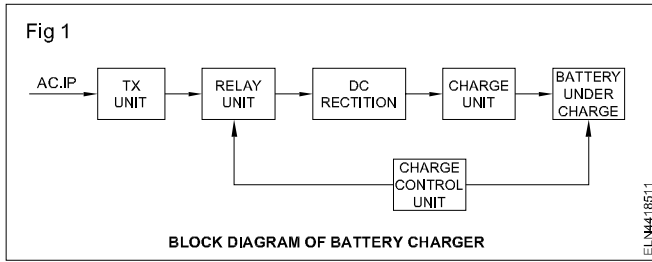 Fig 1
AC.IP
TX
UNIT
RELAY
UNIT
DC
RECTITION
CHARGE
UNIT
BATTERY
UNDER
CHARGE
CHARGE
CONTROL
UNIT
BLOCK DIAGRAM OF BATTERY CHARGER
ELN4418511